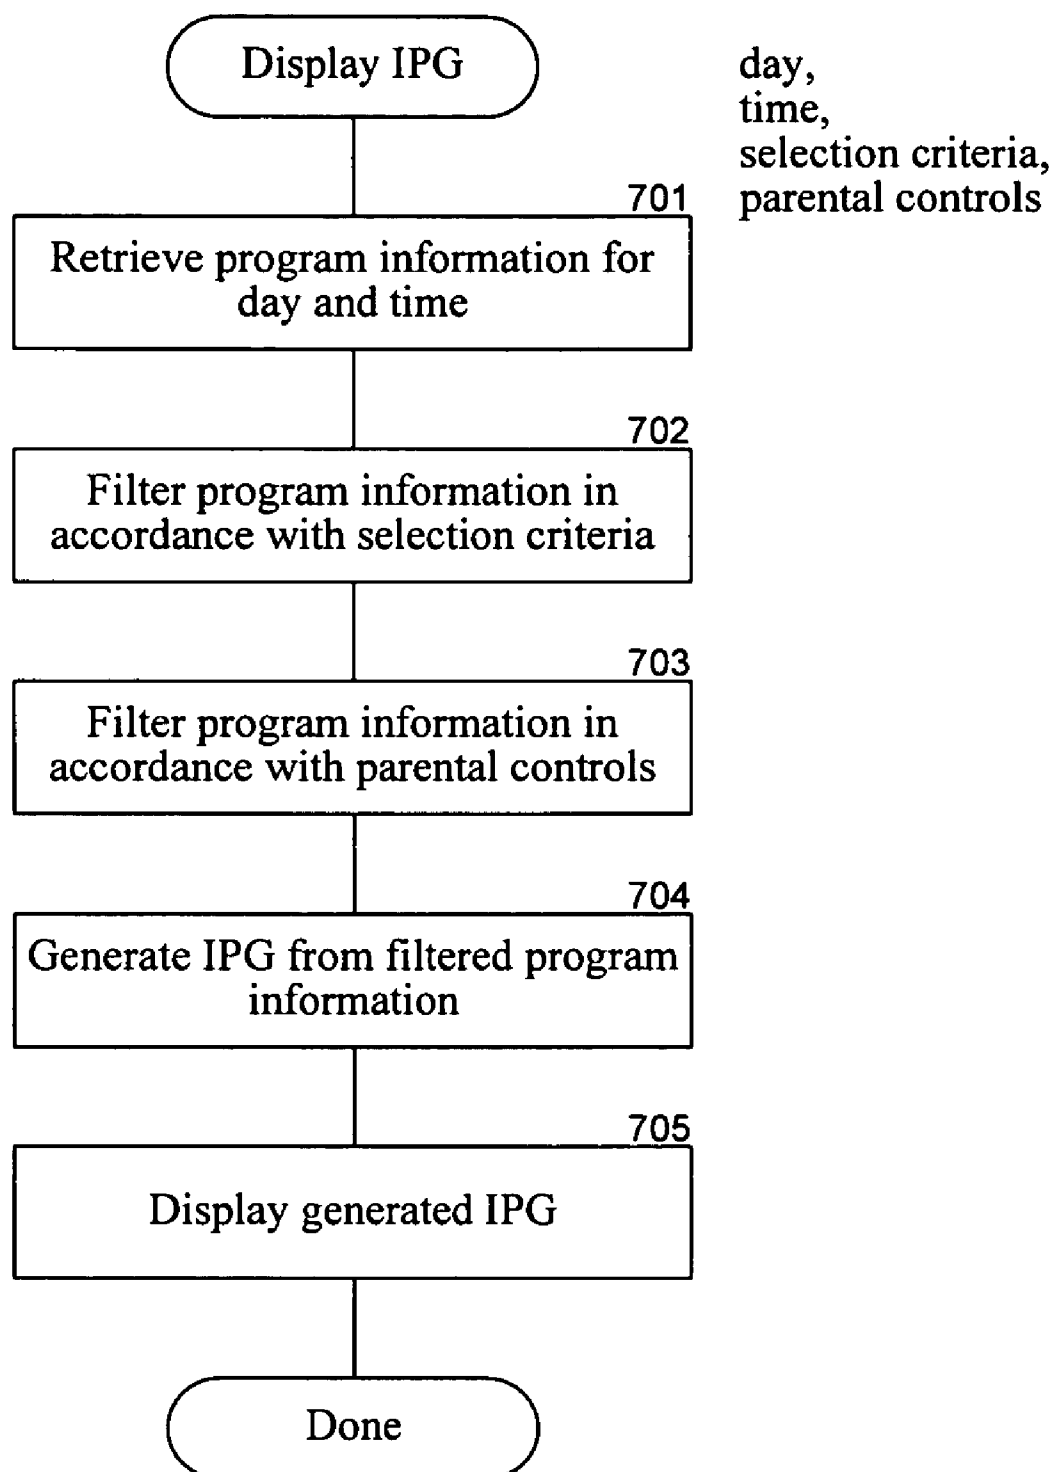 Display IPG
day,
time,
selection criteria,
parental controls
701
Retrieve program information for
day and time
702
Filter program information in
accordance with selection criteria
703
Filter program information in
accordance with parental controls
704
Generate IPG from filtered program
information
705
Display generated IPG
Done